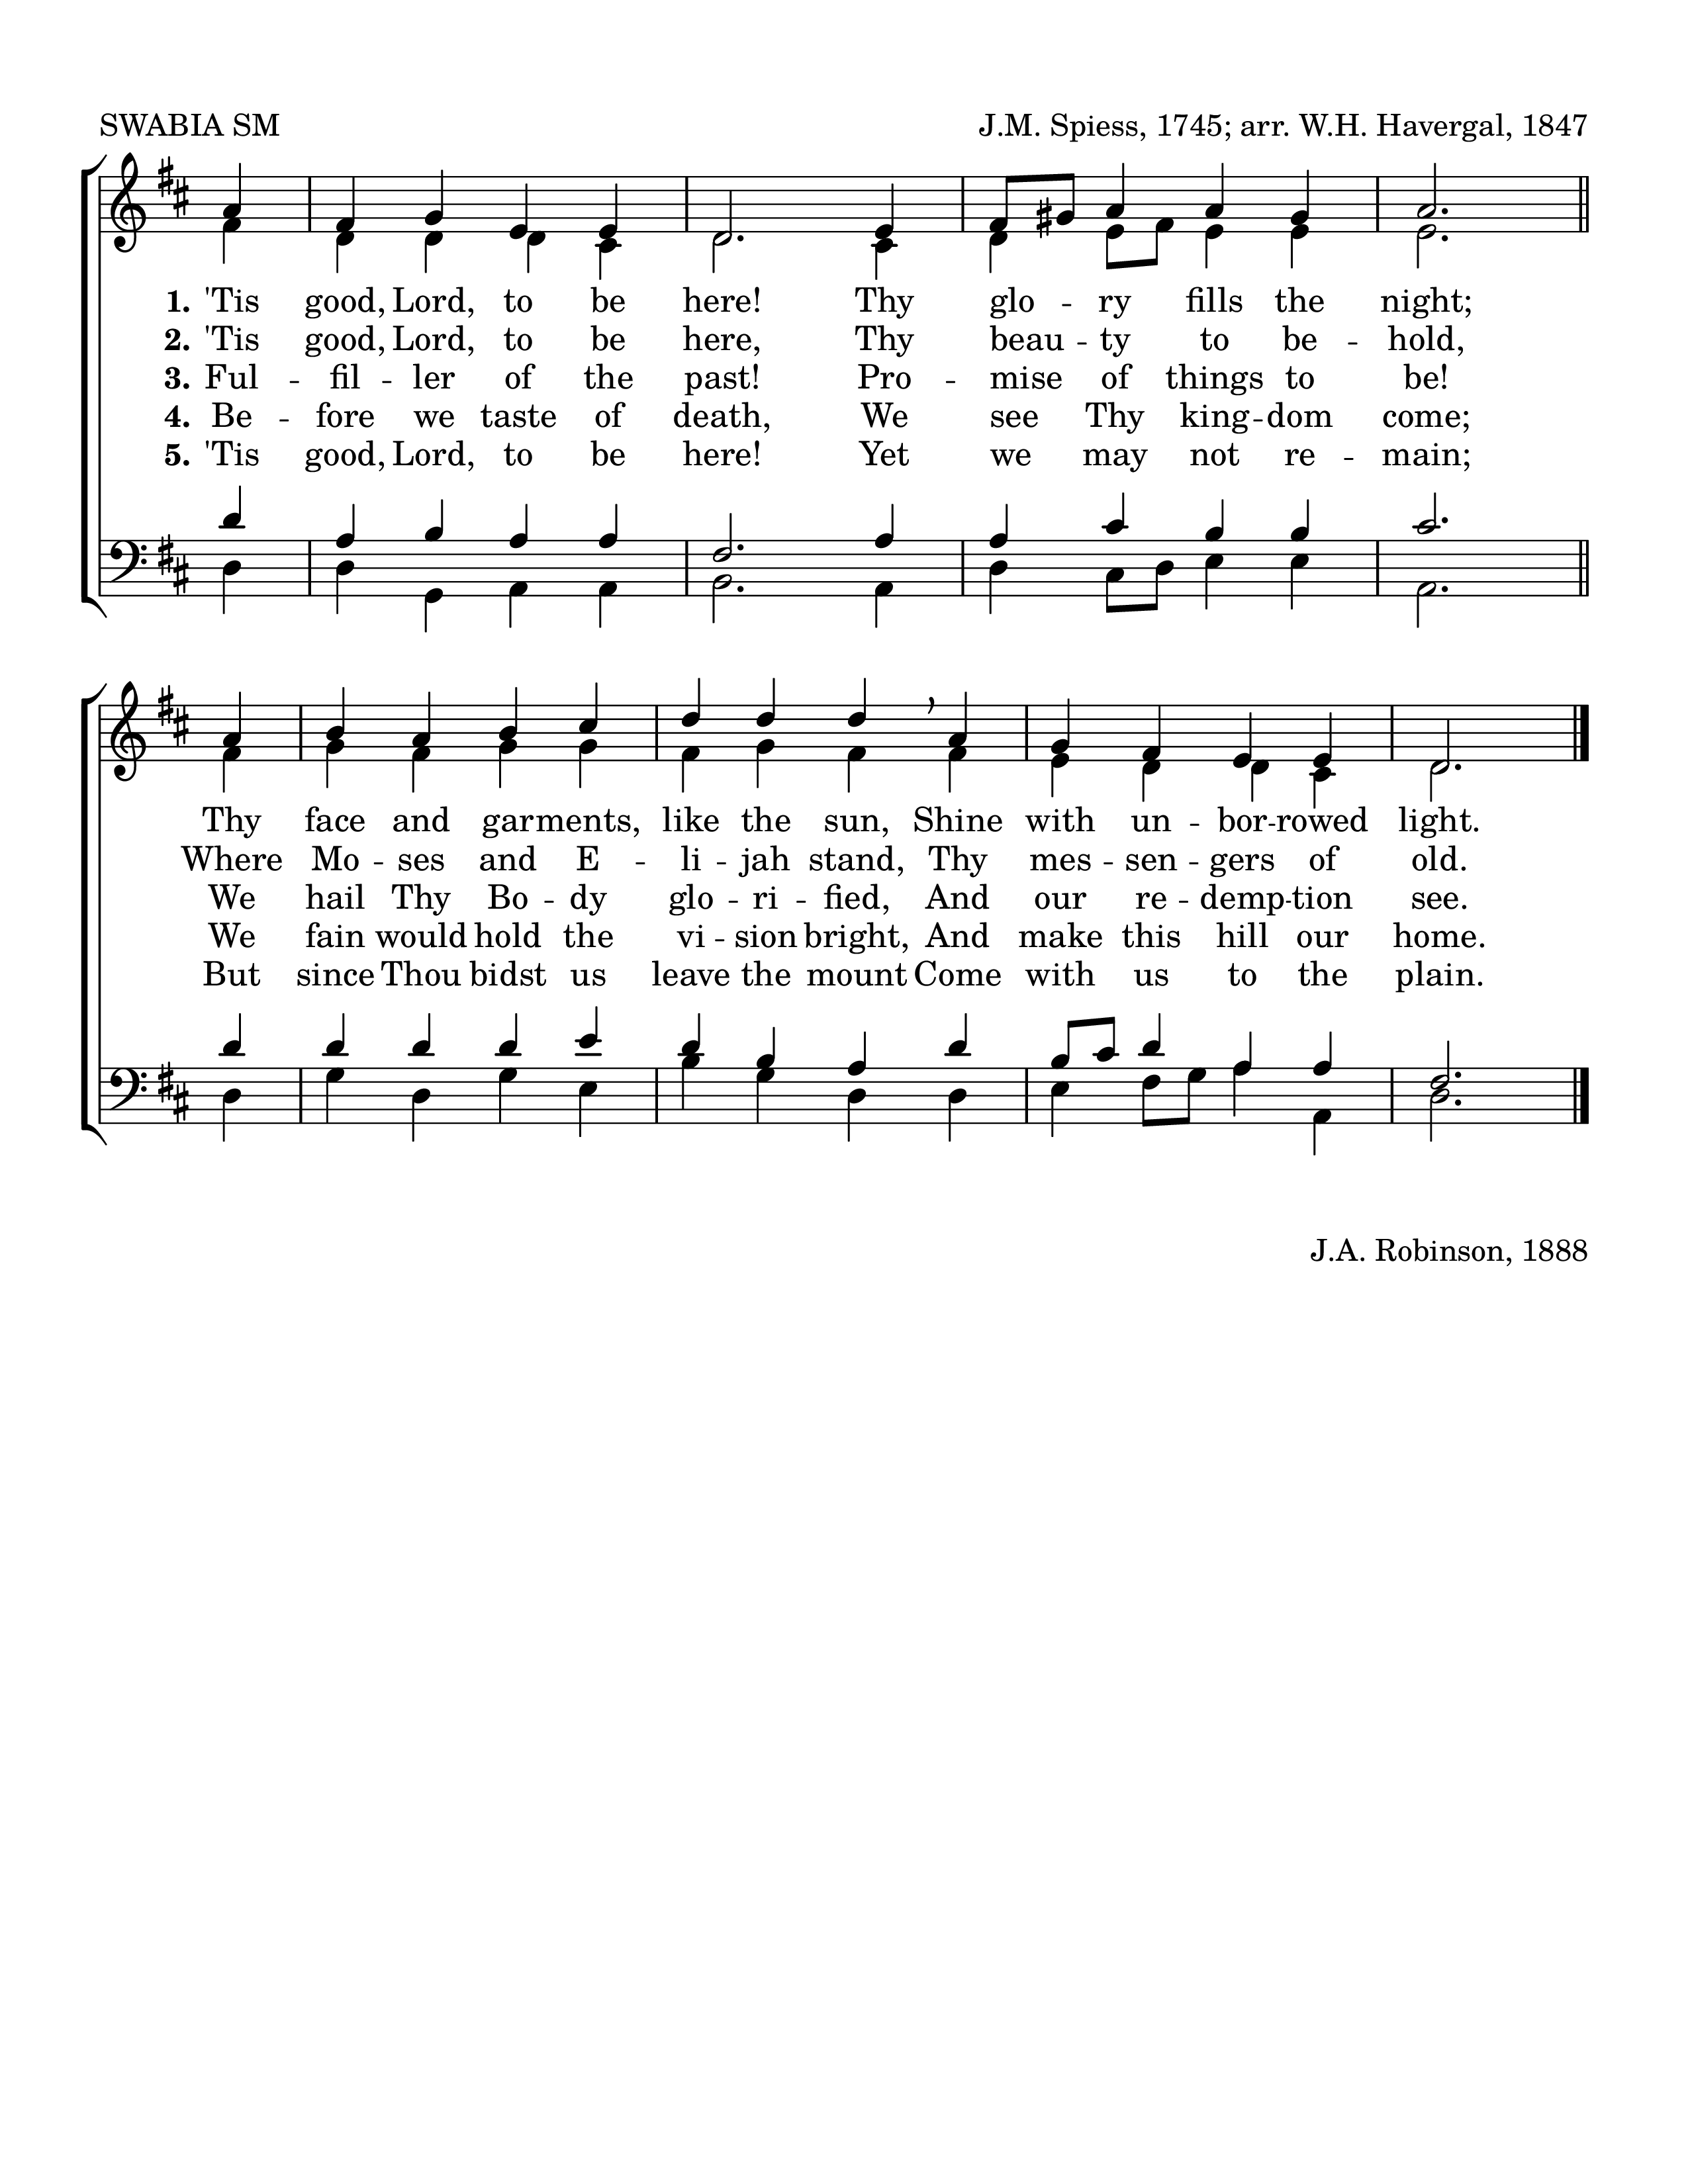 SWABIA SM J.M. Spiess, 1745; arr. W.H. Havergal, 1847
1. 'Tis good, Lord, to be here! Thy glo -- ry fills the night;
2. 'Tis good, Lord, to be here, Thy beau -- ty to be -- hold,
3. Ful -- fil -- ler of the past! Pro -- mise of things to be!
4. Be -- fore we taste of death, We see Thy king -- dom come;
5. 'Tis good, Lord, to be here! Yet we may not re -- main;
Thy face and garments, like the sun, Shine with un -- bor -- rowed light.
Where Mo -- ses and E -- li -- jah stand, Thy mes -- sen -- gers of old.
We hail Thy Bo -- dy glo -- ri -- fied, And our re -- demp -- tion see.
We fain would hold the vi -- sion bright, And make this hill our home.
But since Thou bidst us leave the mount Come with us to the plain.
J.A. Robinson, 1888